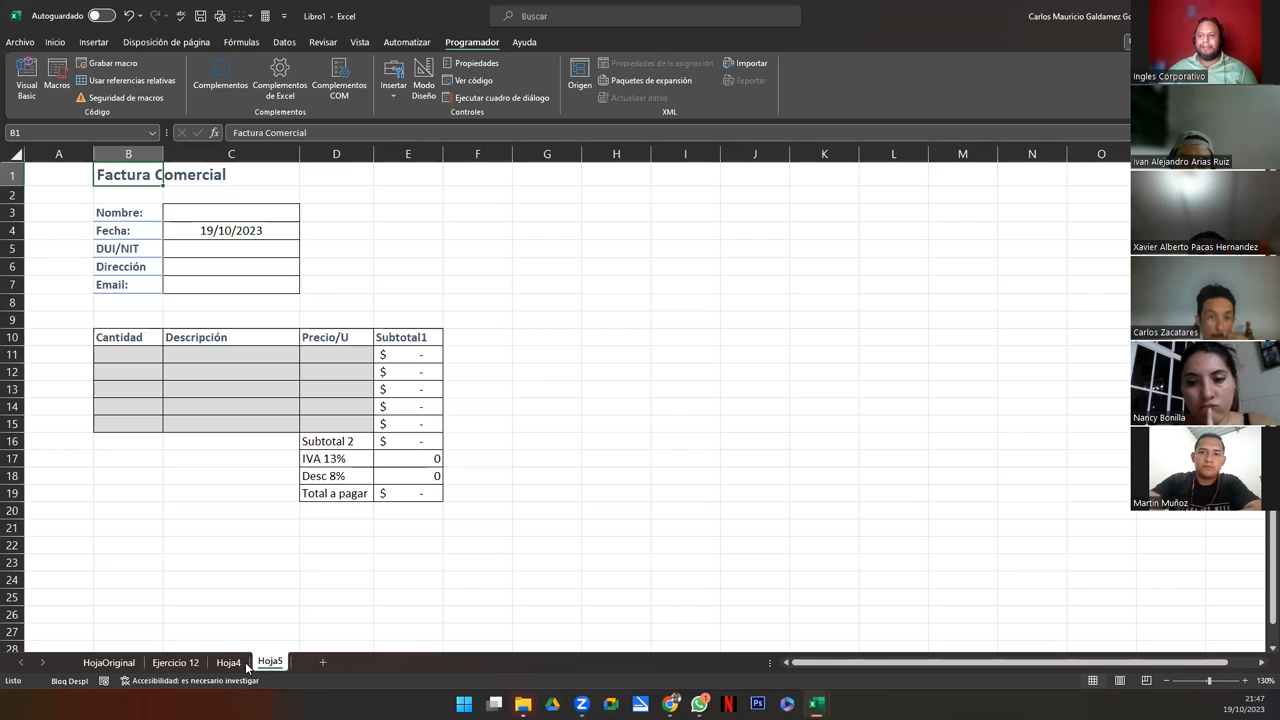 Autoguardado
Libro1 - Excel
Buscar
Carlos Mauricio Galdamez Go
Archivo Inicio Insertar Disposición de página Fórmulas Datos Revisar Vista Automatizar Programador Ayuda
Visual Basic
Macros
Grabar macro
Usar referencias relativas
Seguridad de macros
Código
Complementos
Complementos de Excel
Complementos COM
Complementos
Insertar
Modo Diseño
Propiedades
Ver código
Ejecutar cuadro de diálogo
Controles
Origen
Propiedades de la asignación
Paquetes de expansión
Actualizar datos
Importar
Exportar
XML
B1
fx
Factura Comercial
A B C D E F G H I J K L M N O
1 Factura Comercial
2
3 Nombre:
4 Fecha: 19/10/2023
5 DUI/NIT
6 Dirección
7 Email:
8
9
10 Cantidad Descripción Precio/U Subtotal1
11 $ -
12 $ -
13 $ -
14 $ -
15 $ -
16 Subtotal 2 $ -
17 IVA 13% 0
18 Desc 8% 0
19 Total a pagar $ -
20
21
22
23
24
25
26
27
28
Ingles Corporativo
Ivan Alejandro Arias Ruiz
Xavier Alberto Pacas Hernandez
Carlos Zacatares
Nancy Bonilla
Martin Muñoz
HojaOriginal Ejercicio 12 Hoja4 Hoja5
Listo Bloq Despl Accesibilidad: es necesario investigar
130%
21:47
19/10/2023